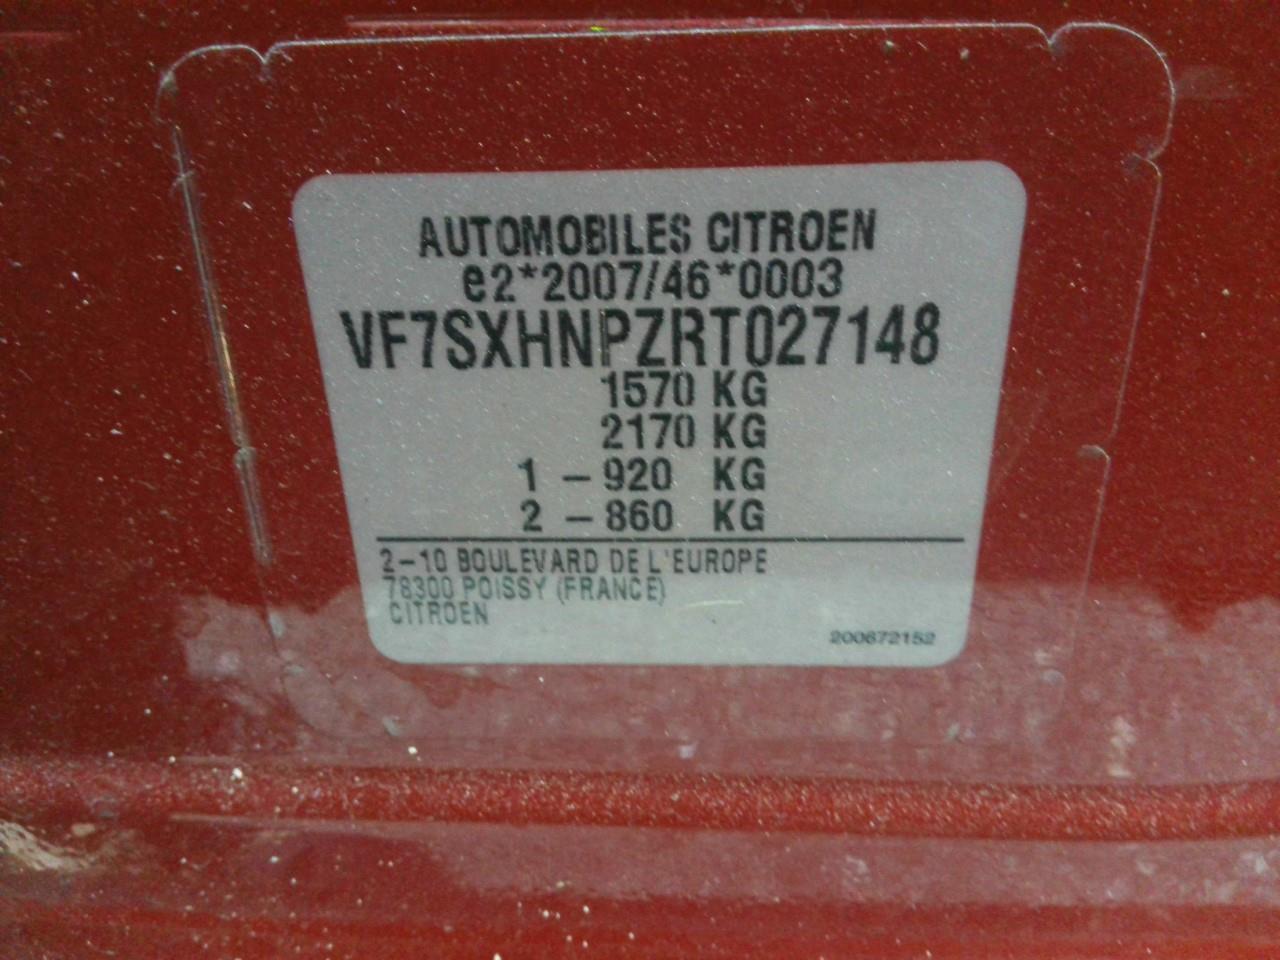 AUTOMOBILES CITROEN
e2*2007/46*0003
VF7SXHNPZRT027148
1570 KG
2170 KG
1 – 920 KG
2 – 860 KG
2–10 BOULEVARD DE L'EUROPE
78300 POISSY (FRANCE)
CITROEN
200672152